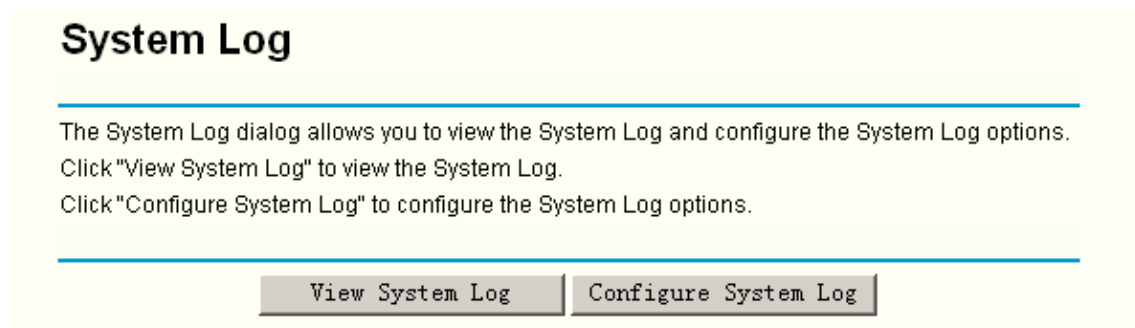 System Log
The System Log dialog allows you to view the System Log and configure the System Log options.
Click "View System Log" to view the System Log.
Click "Configure System Log" to configure the System Log options.
View System Log
Configure System Log